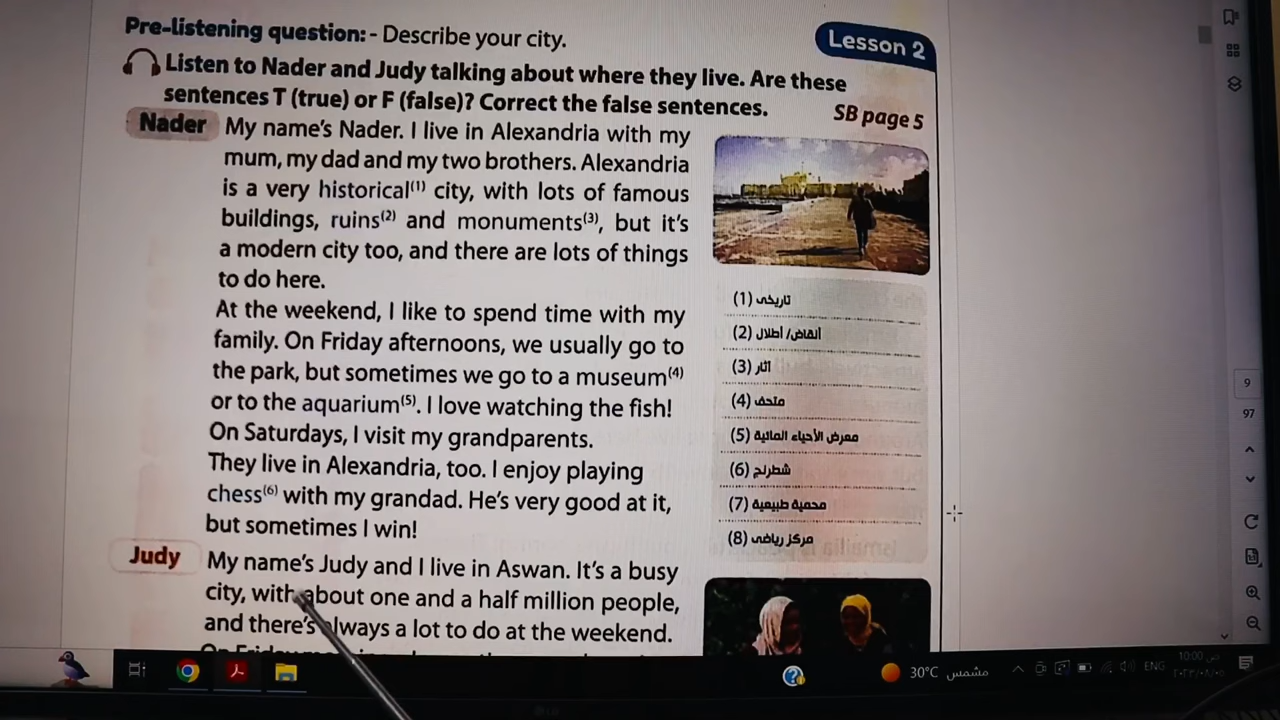 Pre-listening question: - Describe your city.
Lesson 2
Listen to Nader and Judy talking about where they live. Are these
sentences T (true) or F (false)? Correct the false sentences.
SB page 5
Nader My name's Nader. I live in Alexandria with my
mum, my dad and my two brothers. Alexandria
is a very historical(1) city, with lots of famous
buildings, ruins(2) and monuments(3), but it's
a modern city too, and there are lots of things
to do here.
At the weekend, I like to spend time with my
family. On Friday afternoons, we usually go to
the park, but sometimes we go to a museum(4)
or to the aquarium(5). I love watching the fish!
On Saturdays, I visit my grandparents.
They live in Alexandria, too. I enjoy playing
chess(6) with my grandad. He's very good at it,
but sometimes I win!
(1) تاريخى
(2) أنقاض/ أطلال
(3) آثار
(4) متحف
(5) معرض الأحياء المائية
(6) شطرنج
(7) محمية طبيعية
(8) مركز رياضى
Judy My name's Judy and I live in Aswan. It's a busy
city, with about one and a half million people,
and there's always a lot to do at the weekend.
9
97
30°C مشمس
ENG
10:00 ص